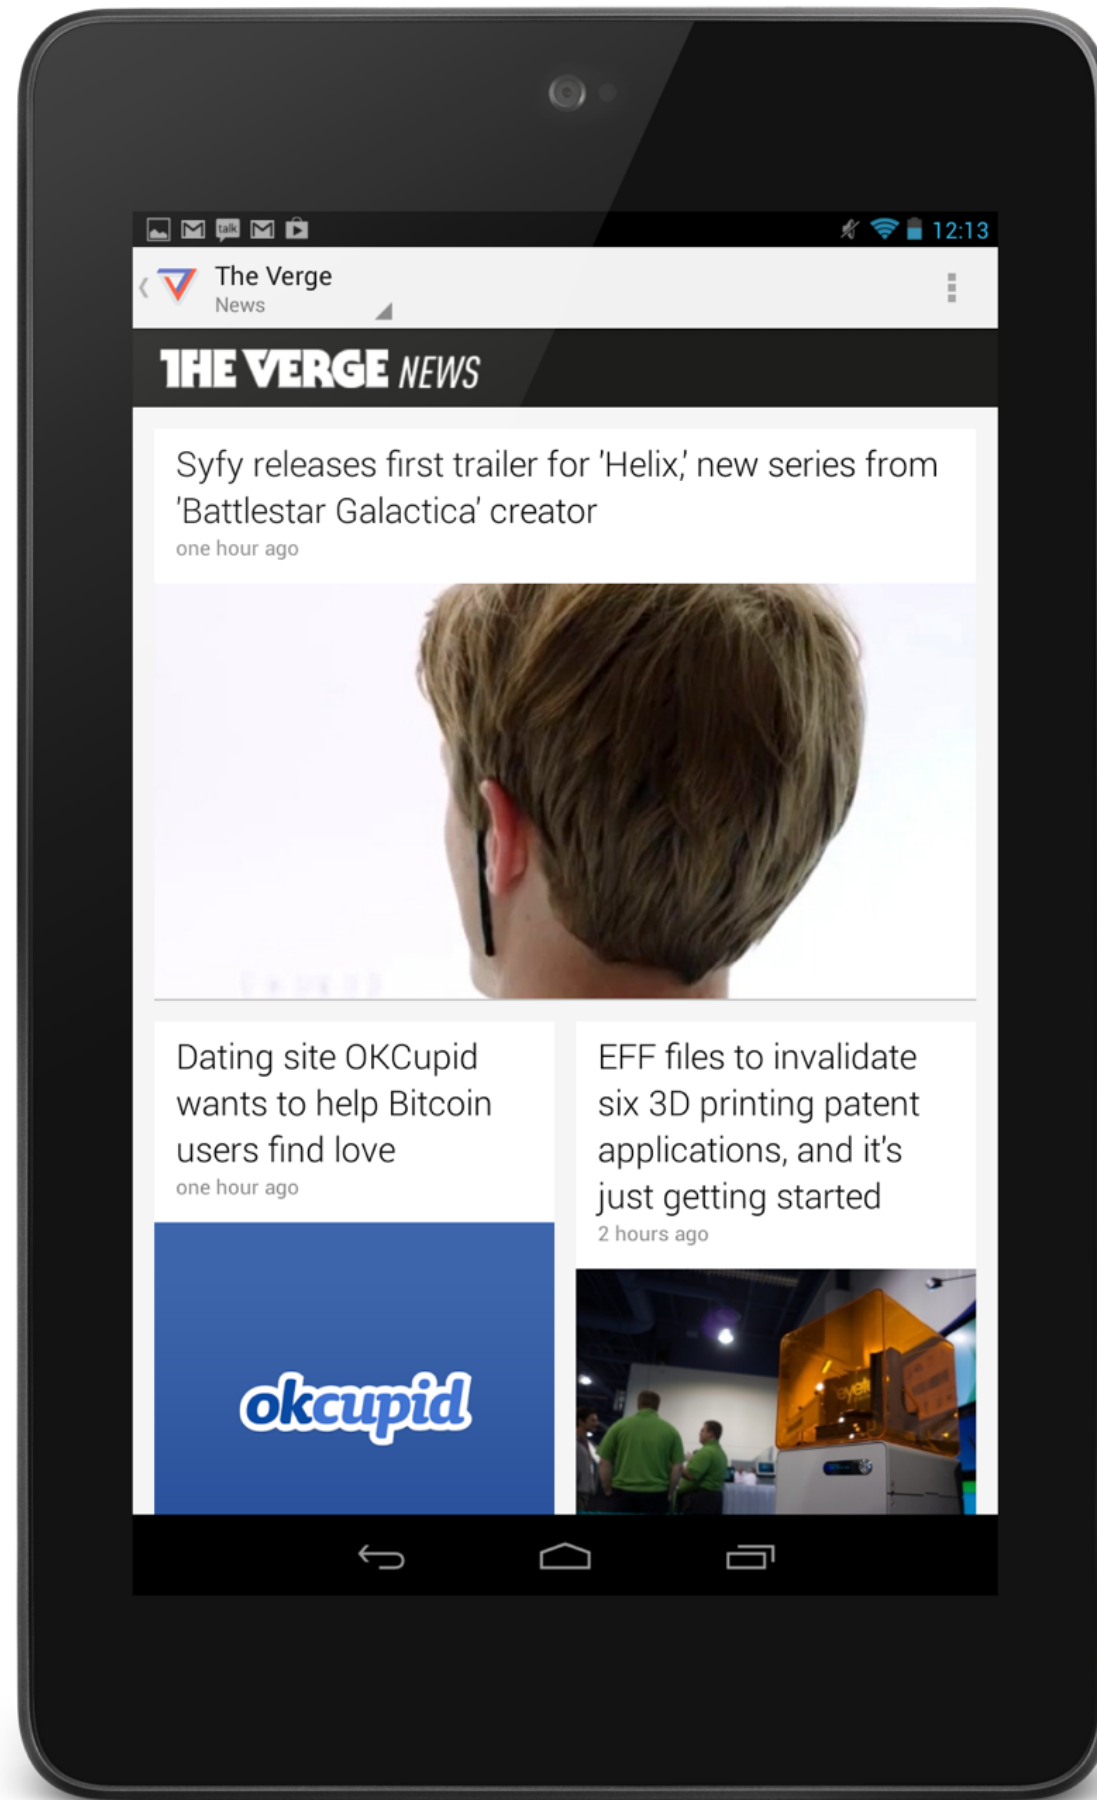 talk
12:13
The Verge
News
THE VERGE NEWS
Syfy releases first trailer for 'Helix,' new series from
'Battlestar Galactica' creator
one hour ago
Dating site OKCupid
wants to help Bitcoin
users find love
one hour ago
EFF files to invalidate
six 3D printing patent
applications, and it's
just getting started
2 hours ago
okcupid